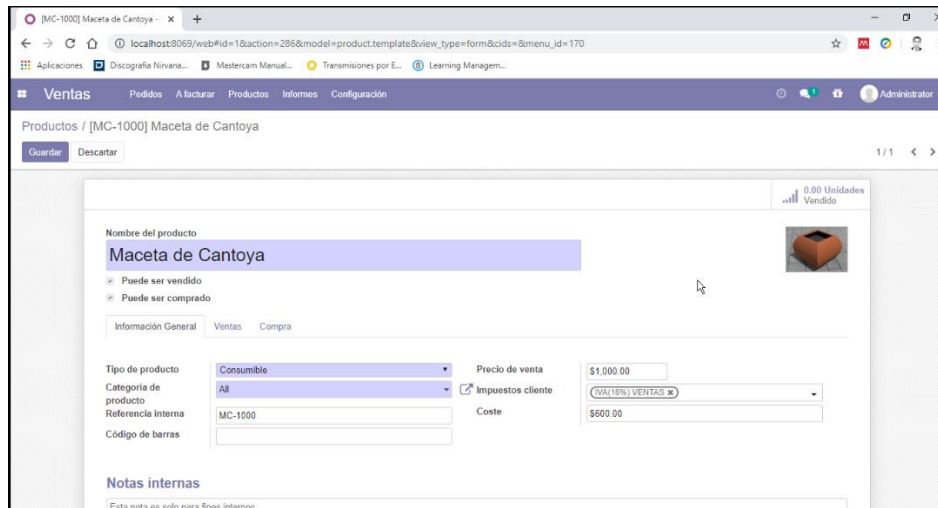 [MC-1000] Maceta de Cantoya -
localhost:8069/web#id=1&action=286&model=product.template&view_type=form&cids=&menu_id=170
Aplicaciones Discografia Nirvana... Mastercam Manual... Transmisiones por E... Learning Managem...
Ventas Pedidos A facturar Productos Informes Configuración 1 Administrator
Productos / [MC-1000] Maceta de Cantoya
Guardar Descartar 1 / 1
0.00 Unidades
Vendido
Nombre del producto
Maceta de Cantoya
Puede ser vendido
Puede ser comprado
Información General Ventas Compra
Tipo de producto Consumible Precio de venta $1,000.00
Categoría de producto All Impuestos cliente IVA(16%) VENTAS
Referencia interna MC-1000 Coste $600.00
Código de barras
Notas internas
Esta nota es solo para fines internos